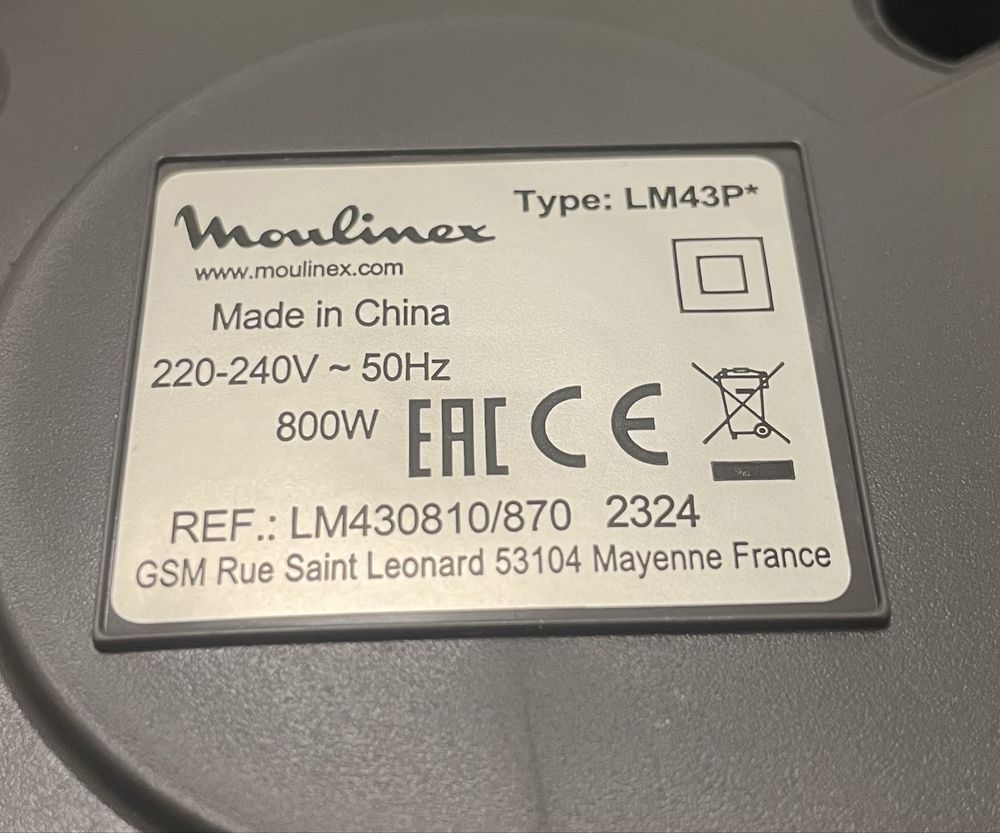 Moulinex
Type: LM43P*
www.moulinex.com
Made in China
220-240V ~ 50Hz
800W
EAC CE
REF.: LM430810/870 2324
GSM Rue Saint Leonard 53104 Mayenne France